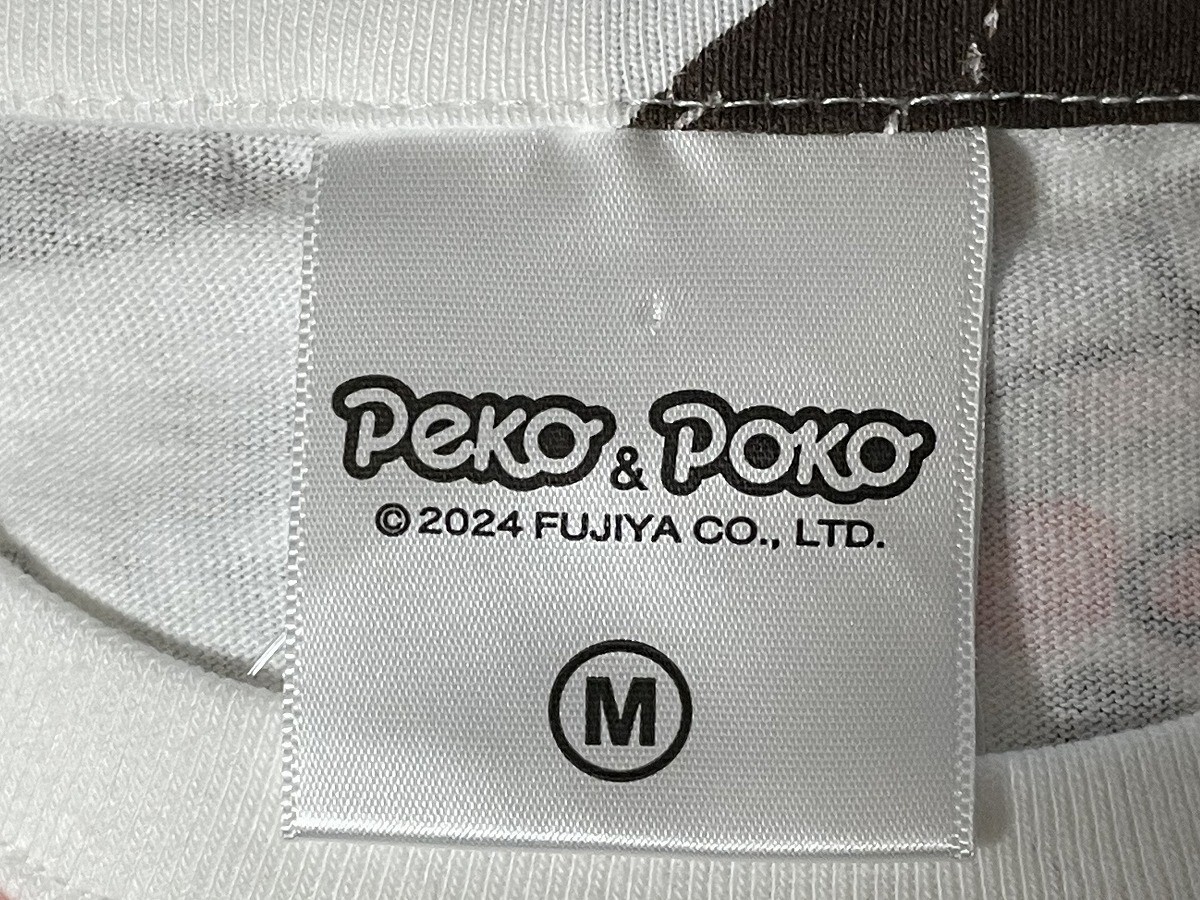 Peko & Poko
©2024 FUJIYA CO., LTD.
M